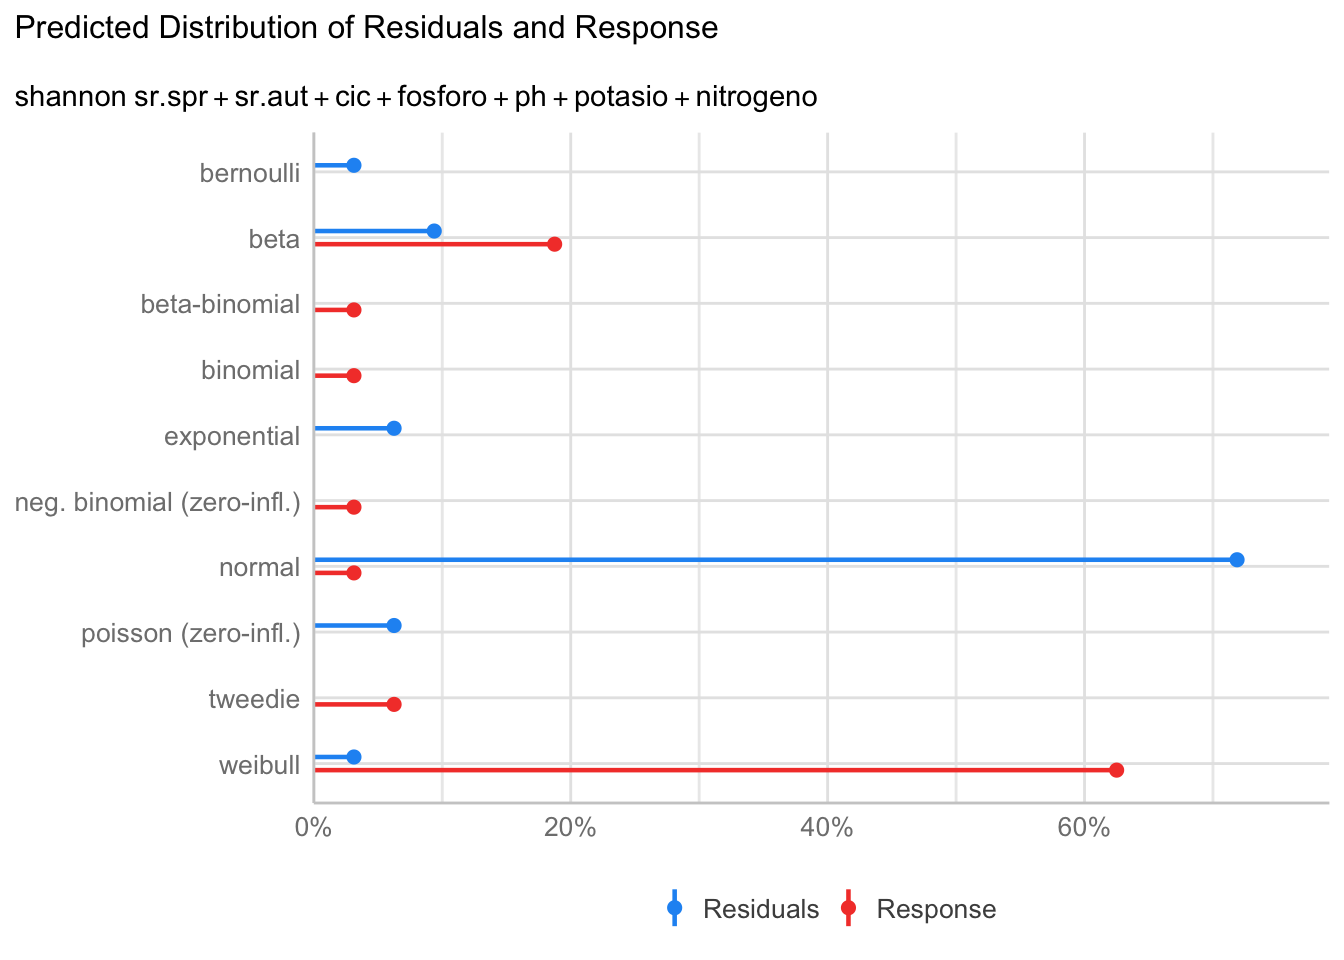 Predicted Distribution of Residuals and Response
shannon sr.spr + sr.aut + cic + fosforo + ph + potasio + nitrogeno
bernoulli
beta
beta-binomial
binomial
exponential
neg. binomial (zero-infl.)
normal
poisson (zero-infl.)
tweedie
weibull
0% 20% 40% 60%
Residuals Response